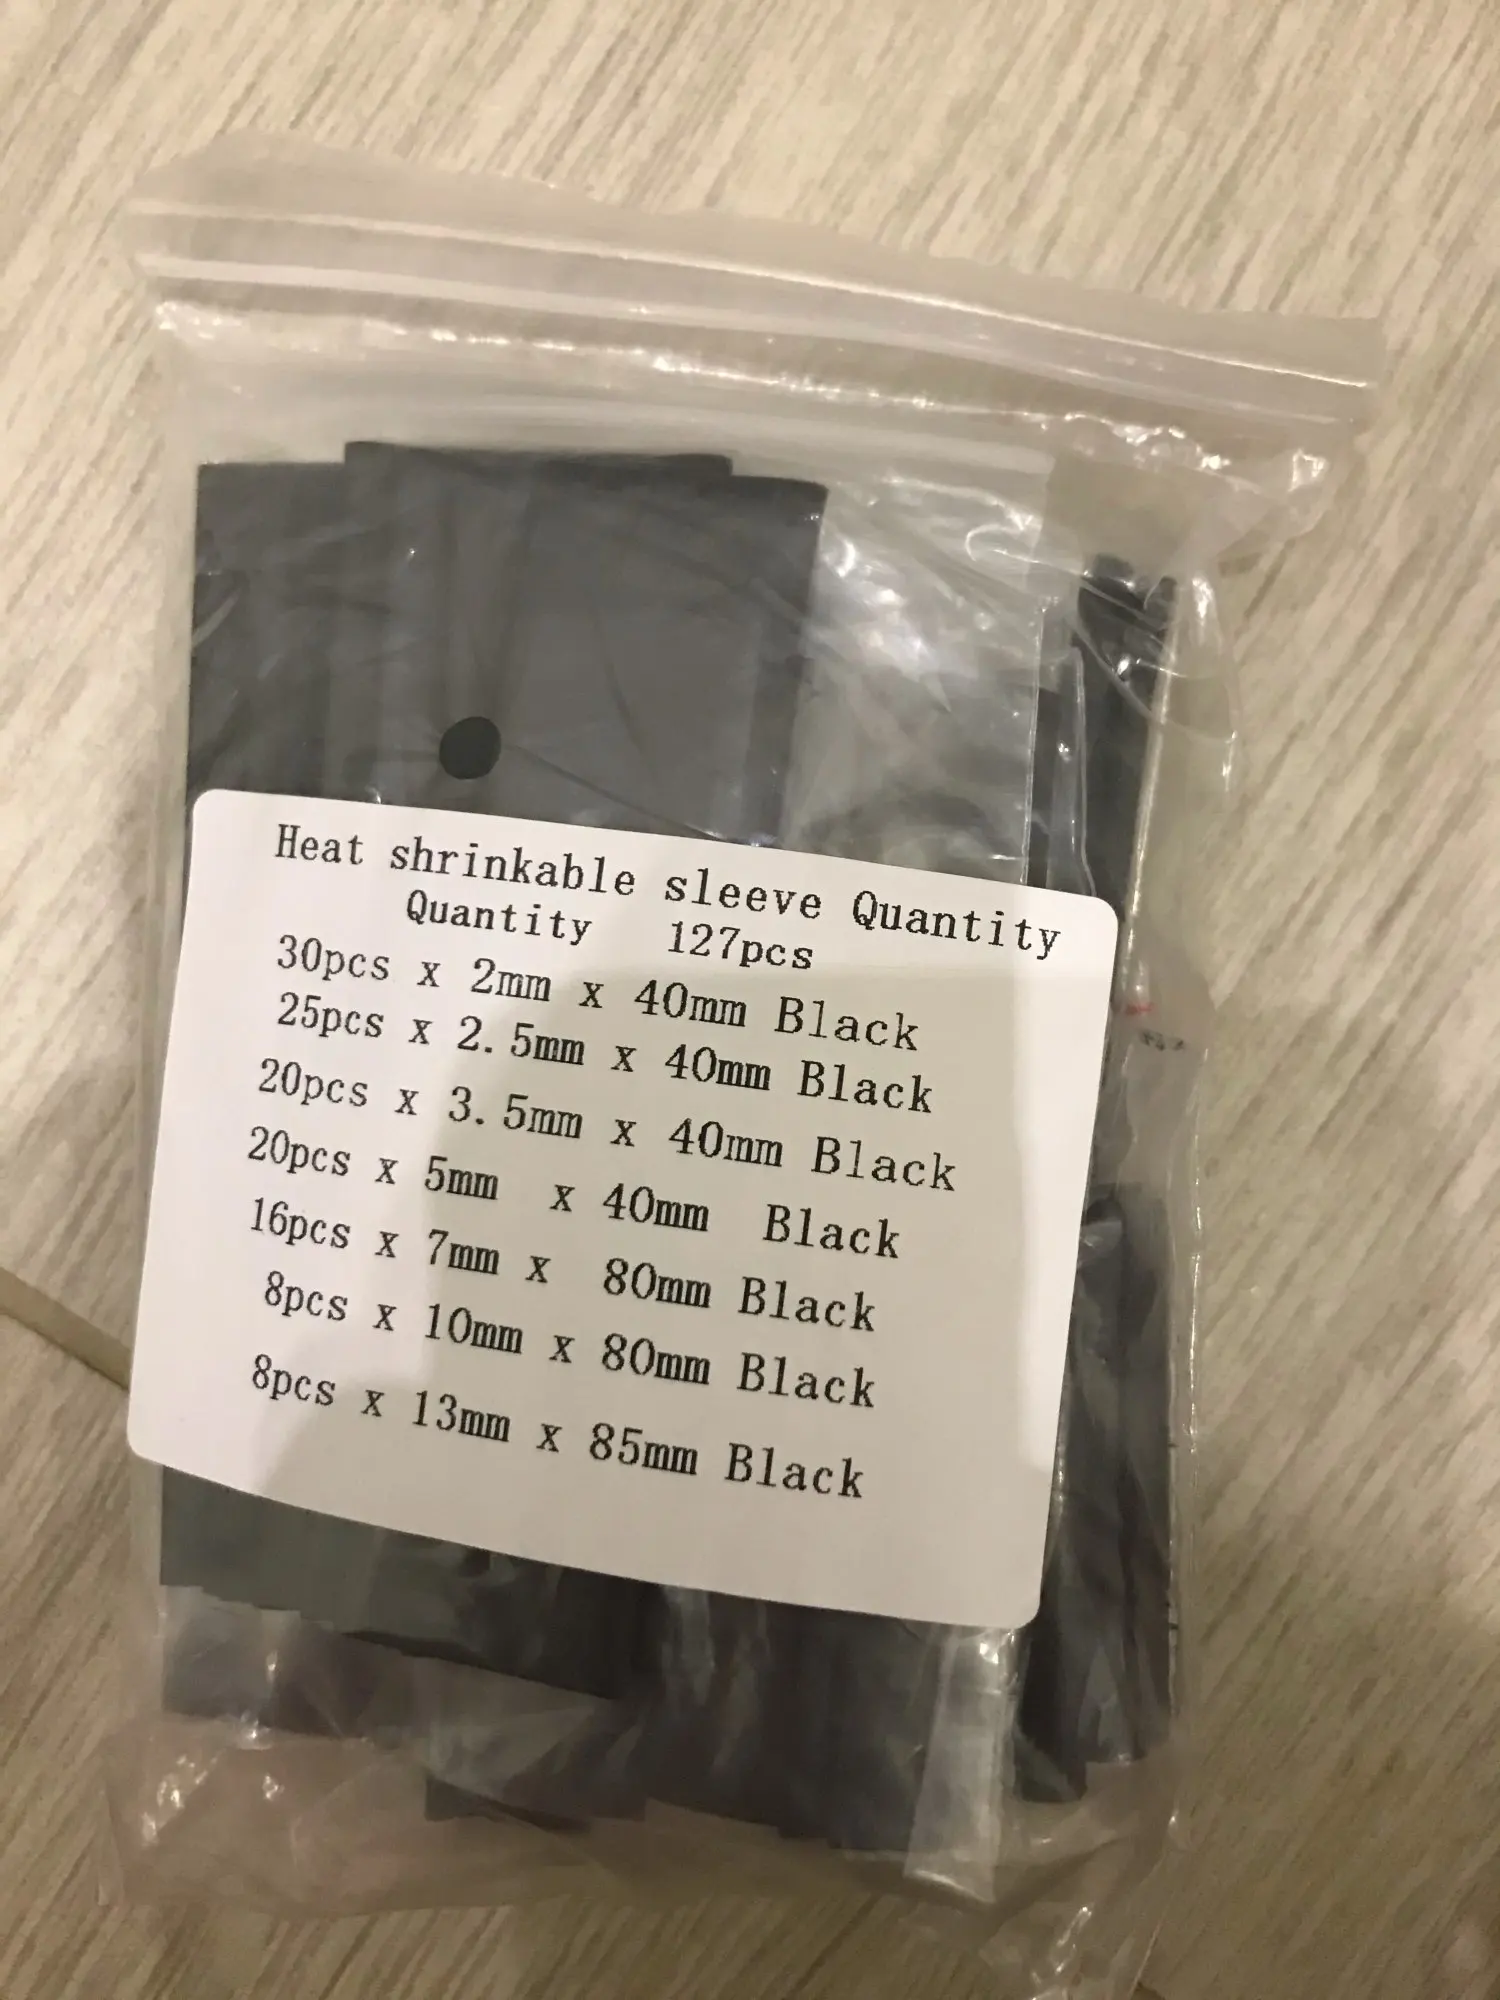 Heat shrinkable sleeve Quantity
Quantity 127pcs
30pcs x 2mm x 40mm Black
25pcs x 2.5mm x 40mm Black
20pcs x 3.5mm x 40mm Black
20pcs x 5mm x 40mm Black
16pcs x 7mm x 80mm Black
8pcs x 10mm x 80mm Black
8pcs x 13mm x 85mm Black